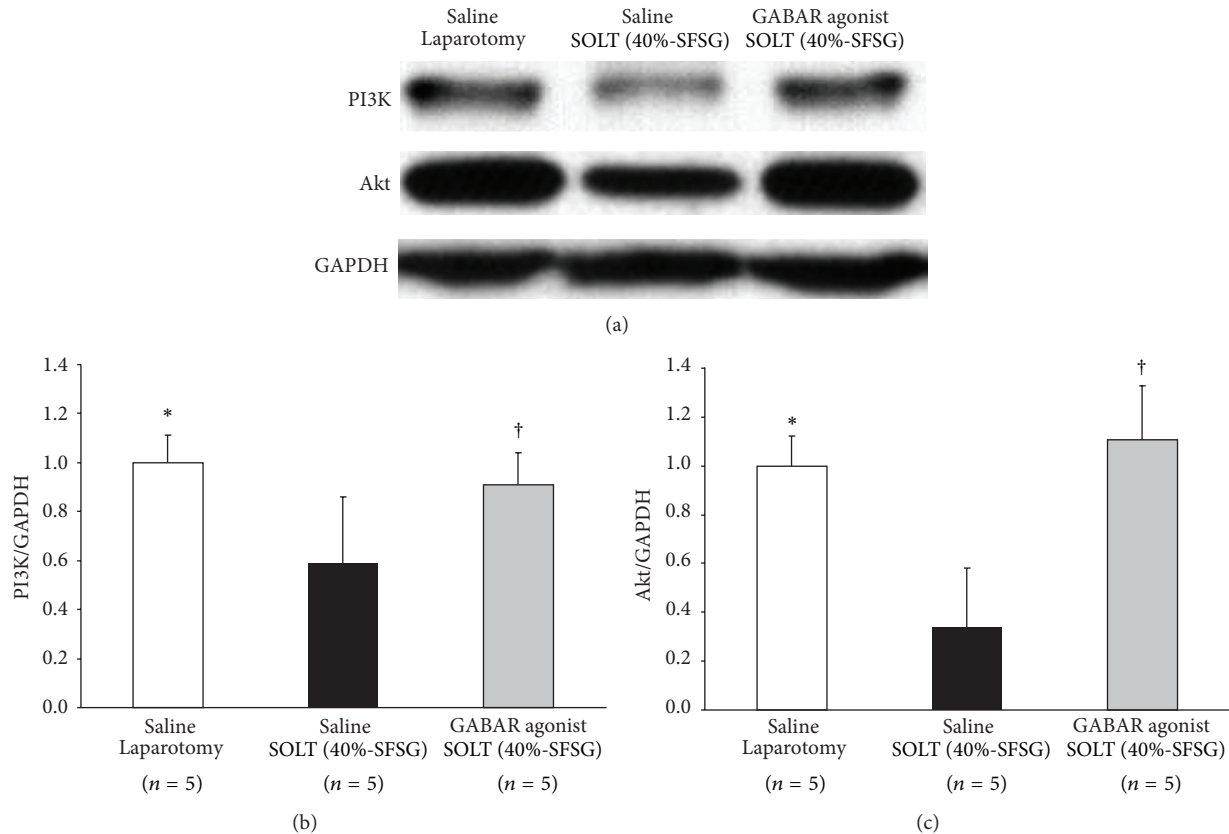 Saline
Laparotomy
Saline
SOLT (40%-SFSG)
GABAR agonist
SOLT (40%-SFSG)
PI3K
Akt
GAPDH
(a)
PI3K/GAPDH
1.4
1.2
1.0
0.8
0.6
0.4
0.2
0.0
*
†
Saline
Laparotomy
(n = 5)
Saline
SOLT (40%-SFSG)
(n = 5)
GABAR agonist
SOLT (40%-SFSG)
(n = 5)
(b)
Akt/GAPDH
1.4
1.2
1.0
0.8
0.6
0.4
0.2
0.0
*
†
Saline
Laparotomy
(n = 5)
Saline
SOLT (40%-SFSG)
(n = 5)
GABAR agonist
SOLT (40%-SFSG)
(n = 5)
(c)